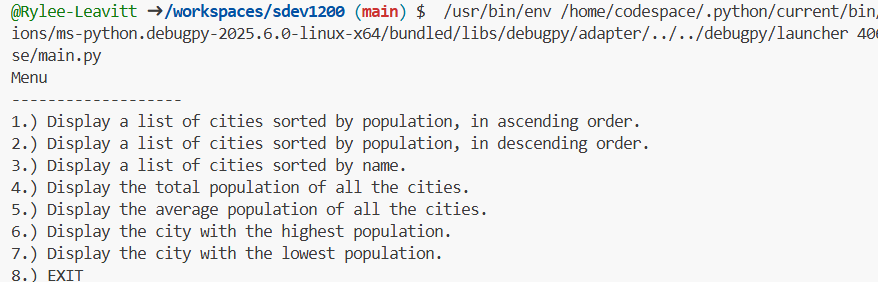 @Rylee-Leavitt ➜/workspaces/sdev1200 (main) $  /usr/bin/env /home/codespace/.python/current/bin/
ions/ms-python.debugpy-2025.6.0-linux-x64/bundled/libs/debugpy/adapter/../../debugpy/launcher 406
se/main.py
Menu
-------------------
1.) Display a list of cities sorted by population, in ascending order.
2.) Display a list of cities sorted by population, in descending order.
3.) Display a list of cities sorted by name.
4.) Display the total population of all the cities.
5.) Display the average population of all the cities.
6.) Display the city with the highest population.
7.) Display the city with the lowest population.
8.) EXIT